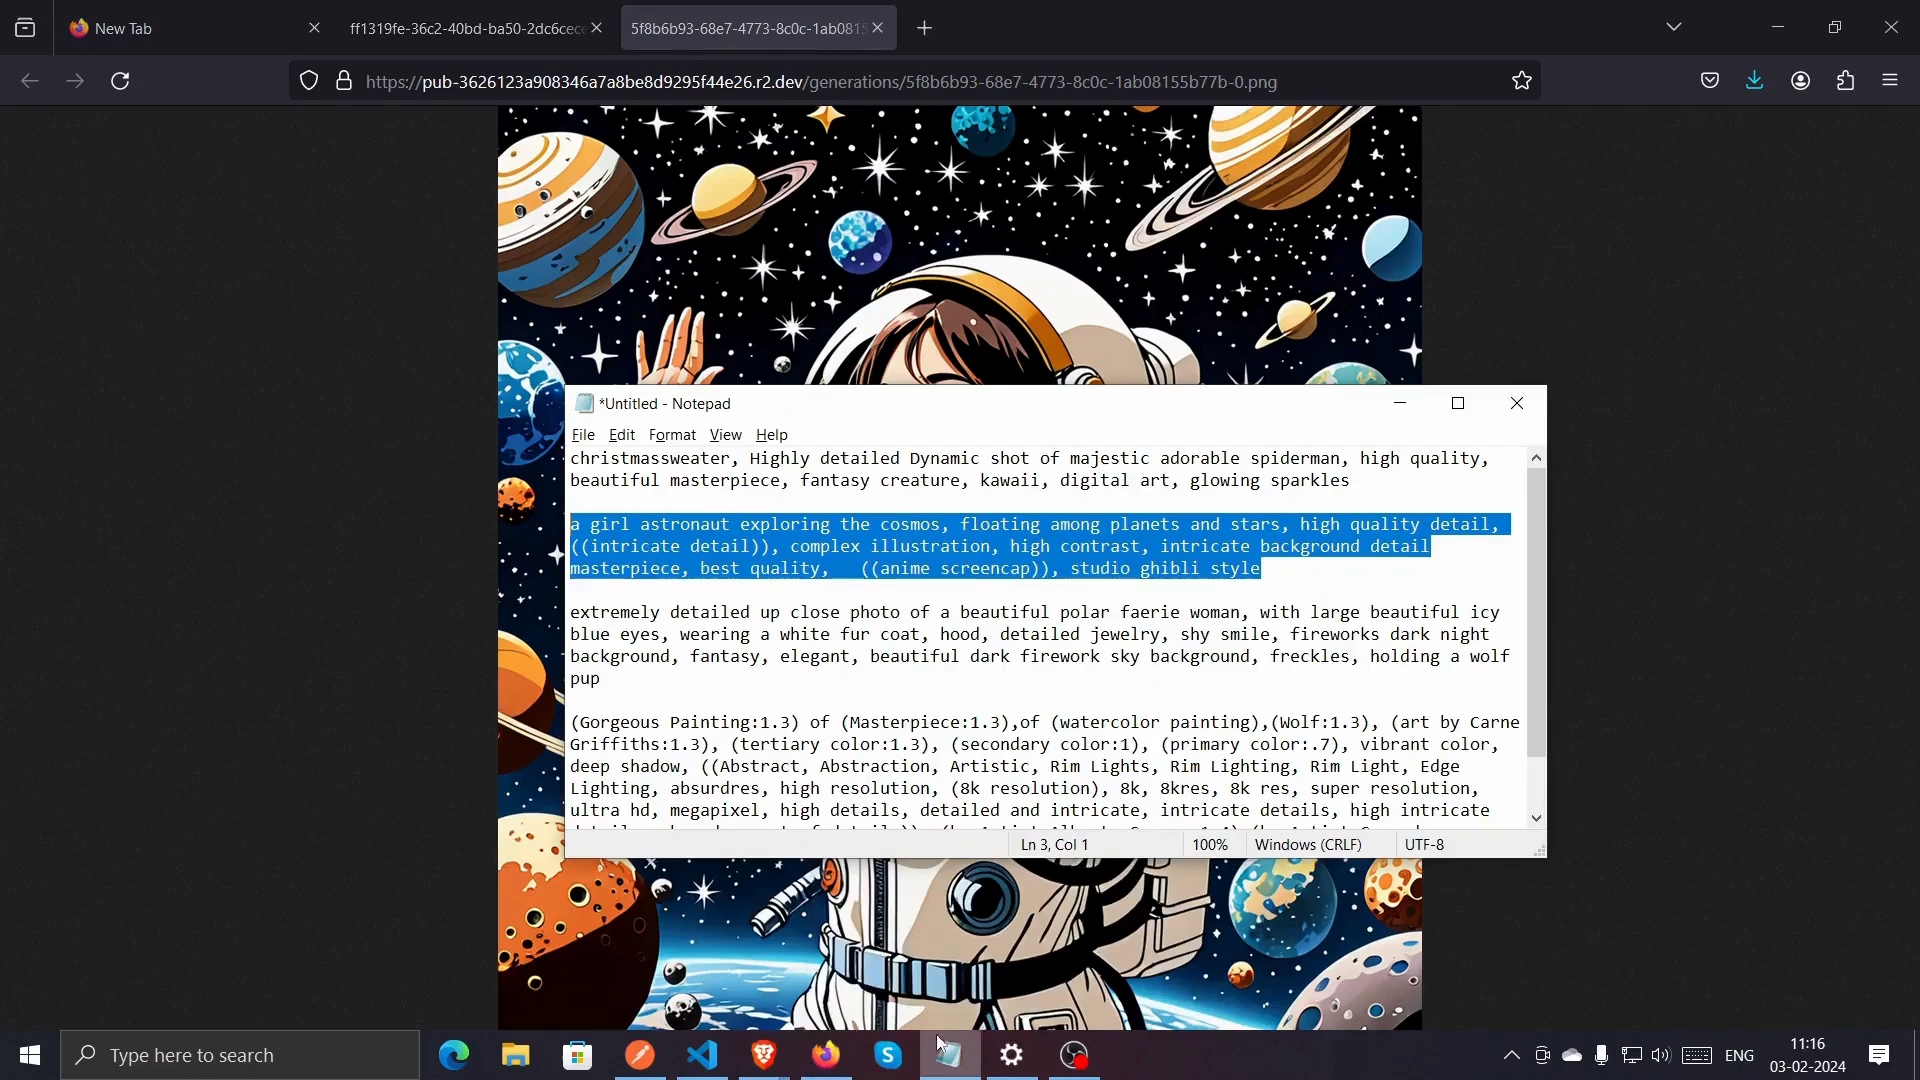 New Tab
ff1319fe-36c2-40bd-ba50-2dc6cece
5f8b6b93-68e7-4773-8c0c-1ab0815
https://pub-3626123a908346a7a8be8d9295f44e26.r2.dev/generations/5f8b6b93-68e7-4773-8c0c-1ab08155b77b-0.png
*Untitled - Notepad
File Edit Format View Help
christmassweater, Highly detailed Dynamic shot of majestic adorable spiderman, high quality,
beautiful masterpiece, fantasy creature, kawaii, digital art, glowing sparkles
a girl astronaut exploring the cosmos, floating among planets and stars, high quality detail,
((intricate detail)), complex illustration, high contrast, intricate background detail
masterpiece, best quality,   ((anime screencap)), studio ghibli style
extremely detailed up close photo of a beautiful polar faerie woman, with large beautiful icy
blue eyes, wearing a white fur coat, hood, detailed jewelry, shy smile, fireworks dark night
background, fantasy, elegant, beautiful dark firework sky background, freckles, holding a wolf
pup
(Gorgeous Painting:1.3) of (Masterpiece:1.3),of (watercolor painting),(Wolf:1.3), (art by Carne
Griffiths:1.3), (tertiary color:1.3), (secondary color:1), (primary color:.7), vibrant color,
deep shadow, ((Abstract, Abstraction, Artistic, Rim Lights, Rim Lighting, Rim Light, Edge
Lighting, absurdres, high resolution, (8k resolution), 8k, 8kres, 8k res, super resolution,
ultra hd, megapixel, high details, detailed and intricate, intricate details, high intricate
Ln 3, Col 1
100%
Windows (CRLF)
UTF-8
Type here to search
ENG
11:16
03-02-2024